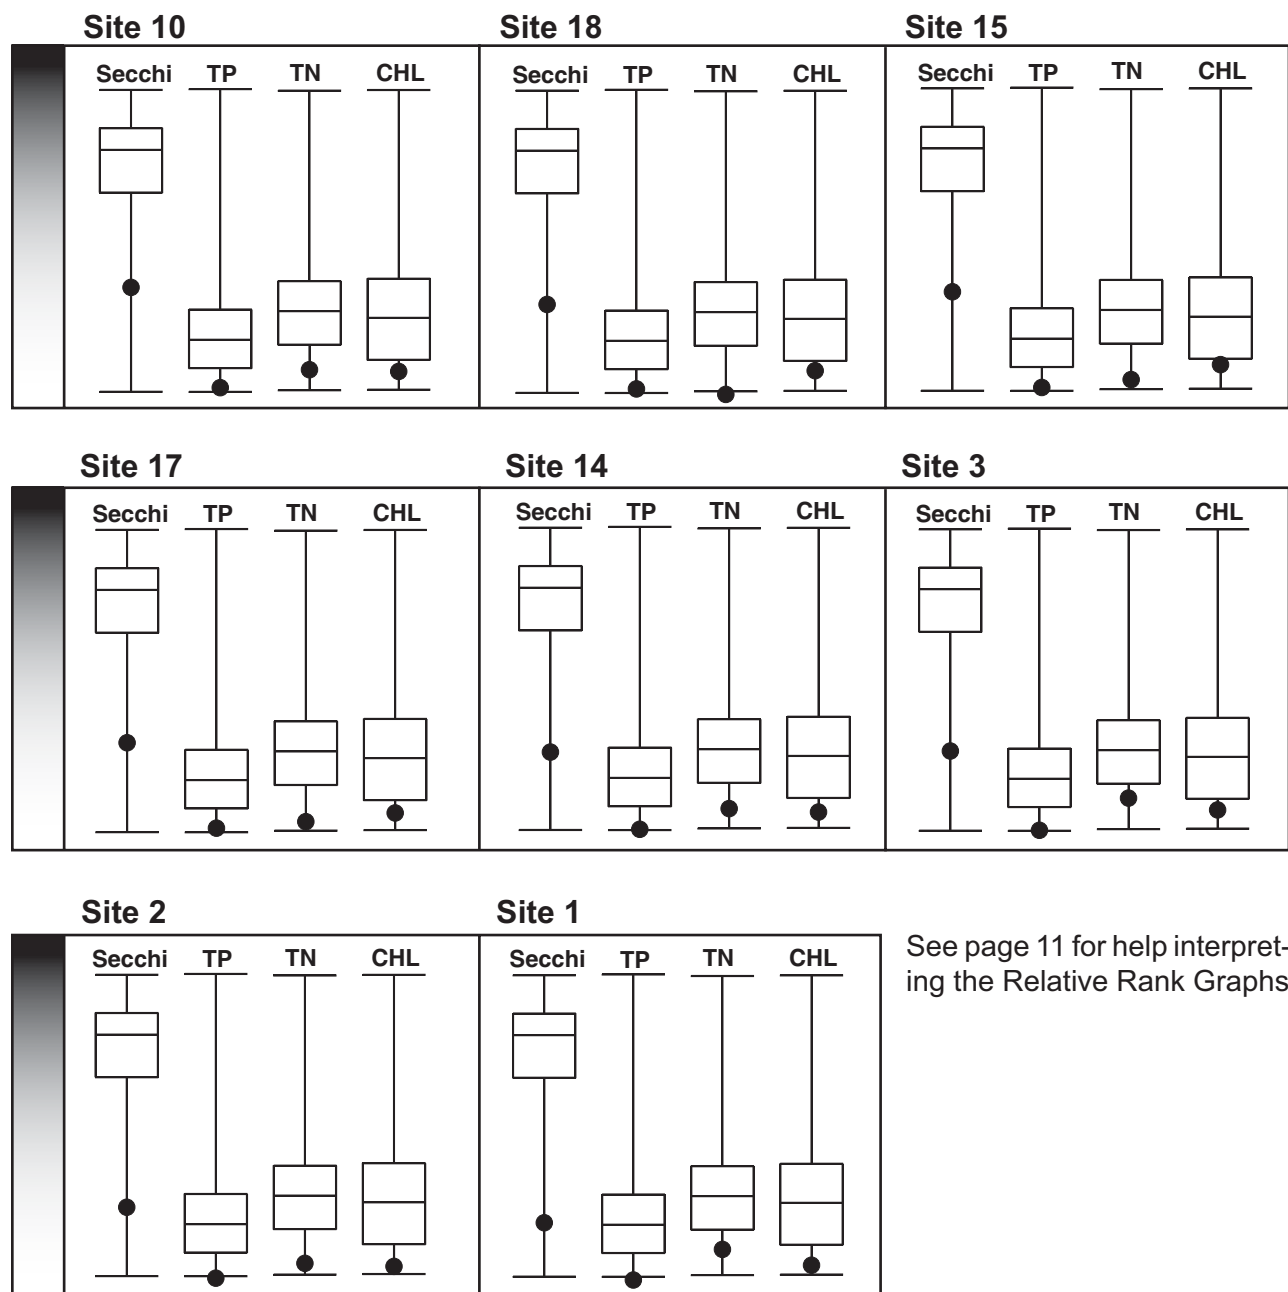 Site 10
Site 18
Site 15
Secchi TP TN CHL
Secchi TP TN CHL
Secchi TP TN CHL
Site 17
Site 14
Site 3
Secchi TP TN CHL
Secchi TP TN CHL
Secchi TP TN CHL
Site 2
Site 1
Secchi TP TN CHL
Secchi TP TN CHL
See page 11 for help interpret-
ing the Relative Rank Graphs